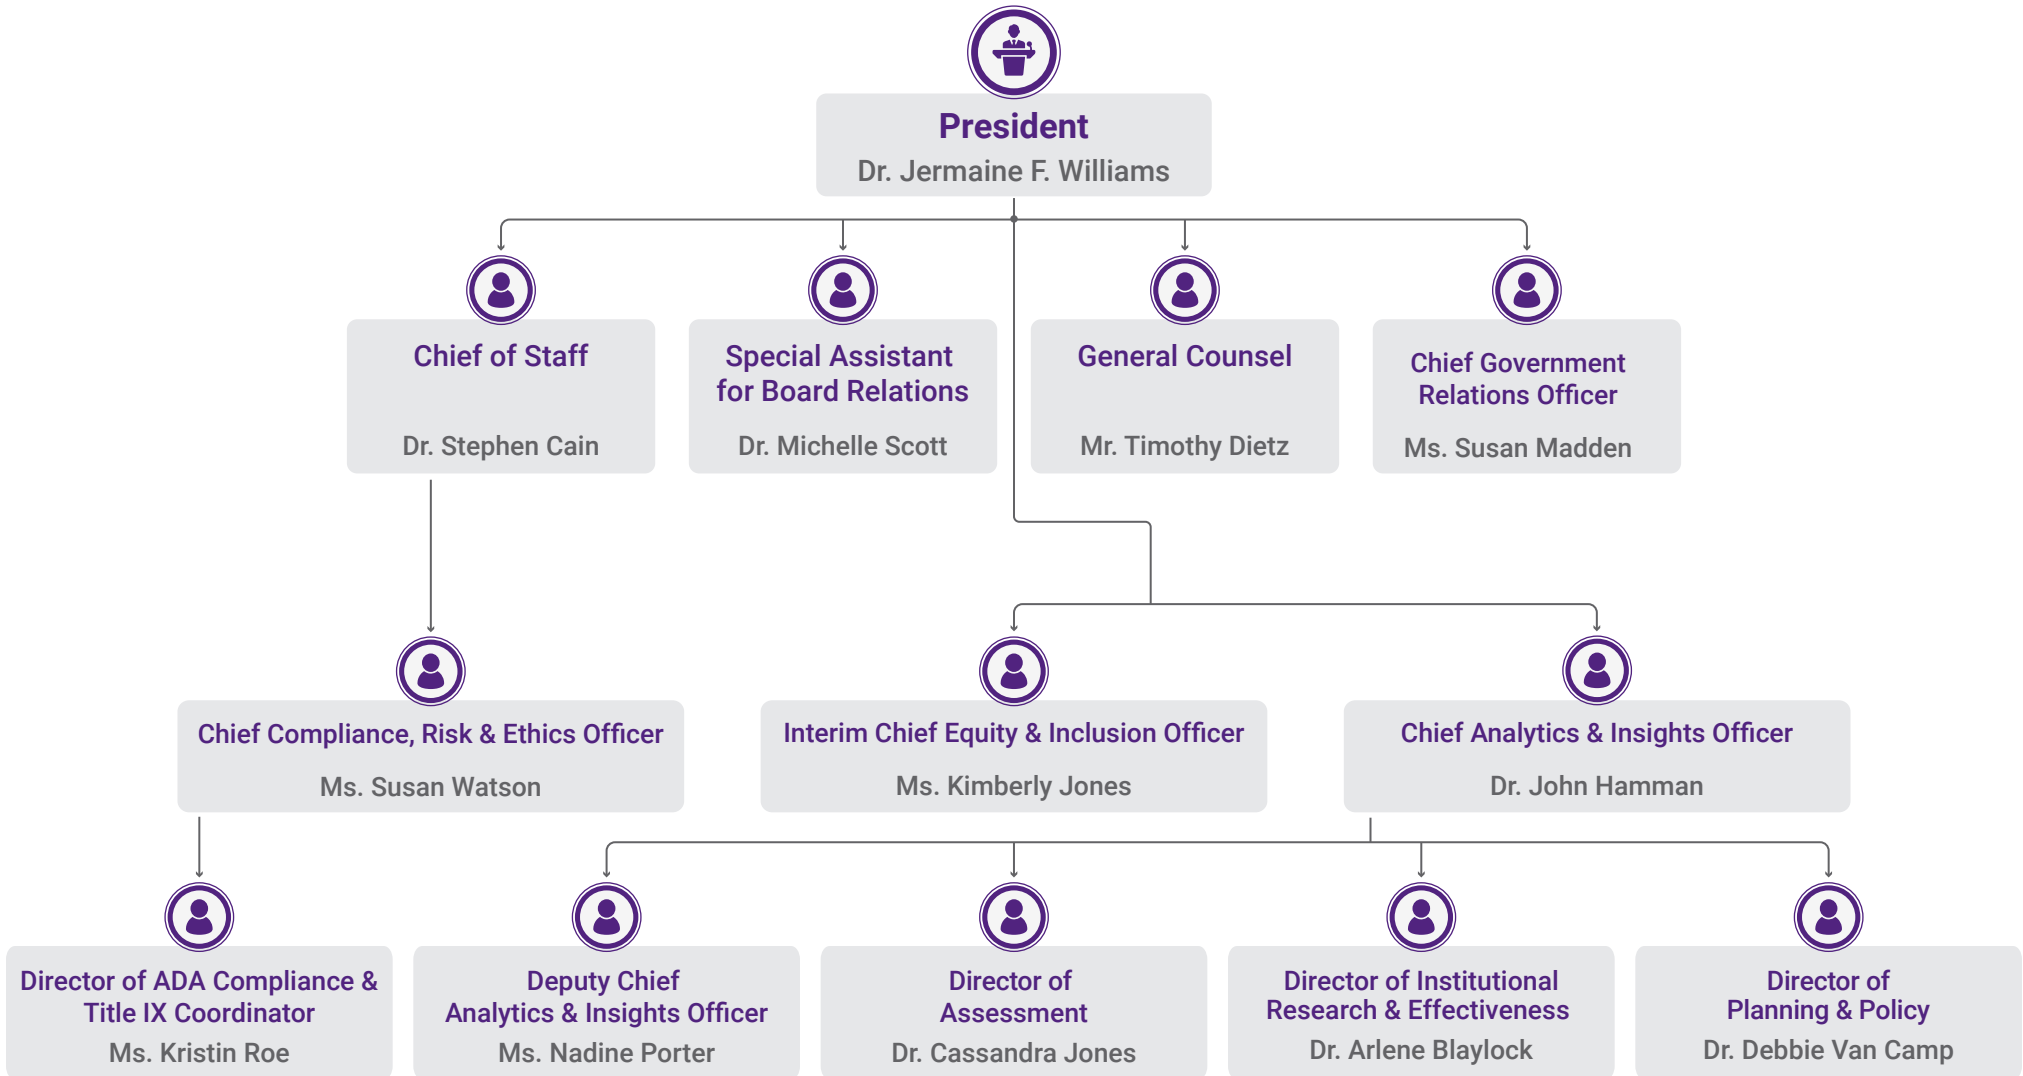 President
Dr. Jermaine F. Williams
Chief of Staff
Dr. Stephen Cain
Special Assistant
for Board Relations
Dr. Michelle Scott
General Counsel
Mr. Timothy Dietz
Chief Government
Relations Officer
Ms. Susan Madden
Chief Compliance, Risk & Ethics Officer
Ms. Susan Watson
Interim Chief Equity & Inclusion Officer
Ms. Kimberly Jones
Chief Analytics & Insights Officer
Dr. John Hamman
Director of ADA Compliance &
Title IX Coordinator
Ms. Kristin Roe
Deputy Chief
Analytics & Insights Officer
Ms. Nadine Porter
Director of
Assessment
Dr. Cassandra Jones
Director of Institutional
Research & Effectiveness
Dr. Arlene Blaylock
Director of
Planning & Policy
Dr. Debbie Van Camp